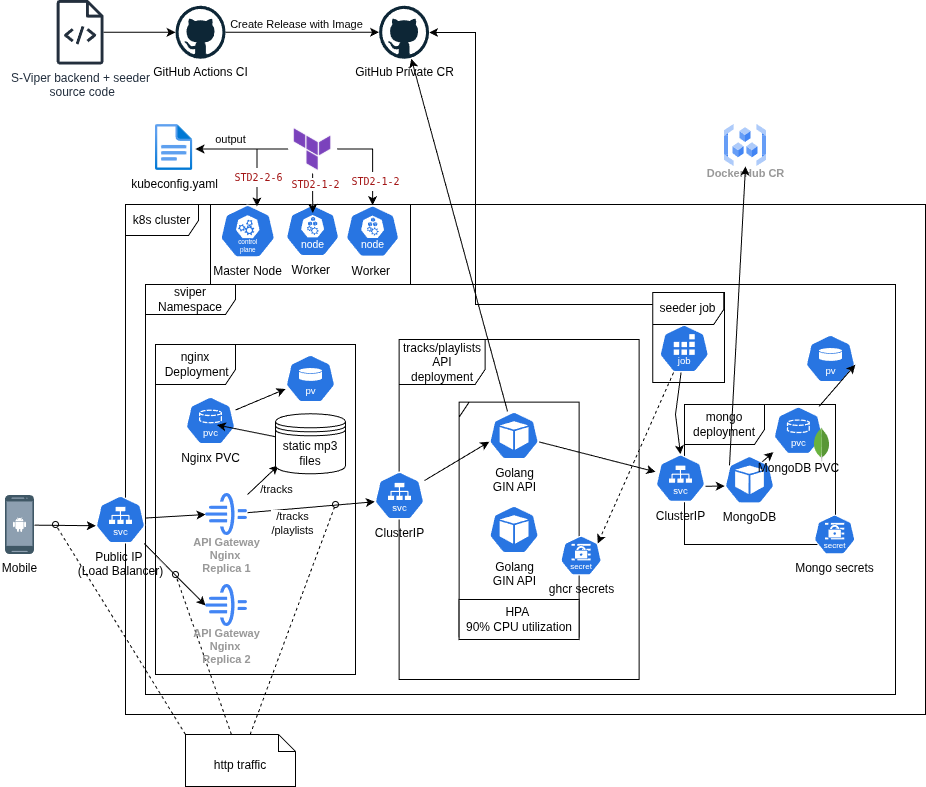 Create Release with Image
S-Viper backend + seeder
source code
GitHub Actions CI
GitHub Private CR
output
kubeconfig.yaml
STD2-2-6
STD2-1-2
STD2-1-2
DockerHub CR
k8s cluster
control
plane
node
node
Master Node
Worker
Worker
sviper
Namespace
seeder job
job
nginx
Deployment
pv
pvc
Nginx PVC
static mp3
files
/tracks
/tracks
/playlists
tracks/playlists
API
deployment
Golang
GIN API
Golang
GIN API
secret
ghcr secrets
HPA
90% CPU utilization
svc
ClusterIP
mongo
deployment
pv
pvc
MongoDB PVC
svc
ClusterIP
MongoDB
secret
Mongo secrets
Mobile
svc
Public IP
(Load Balancer)
API Gateway
Nginx
Replica 1
API Gateway
Nginx
Replica 2
http traffic